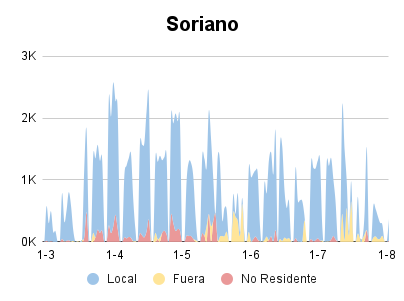 Soriano
3K
2K
1K
0K
1-3 1-4 1-5 1-6 1-7 1-8
Local Fuera No Residente